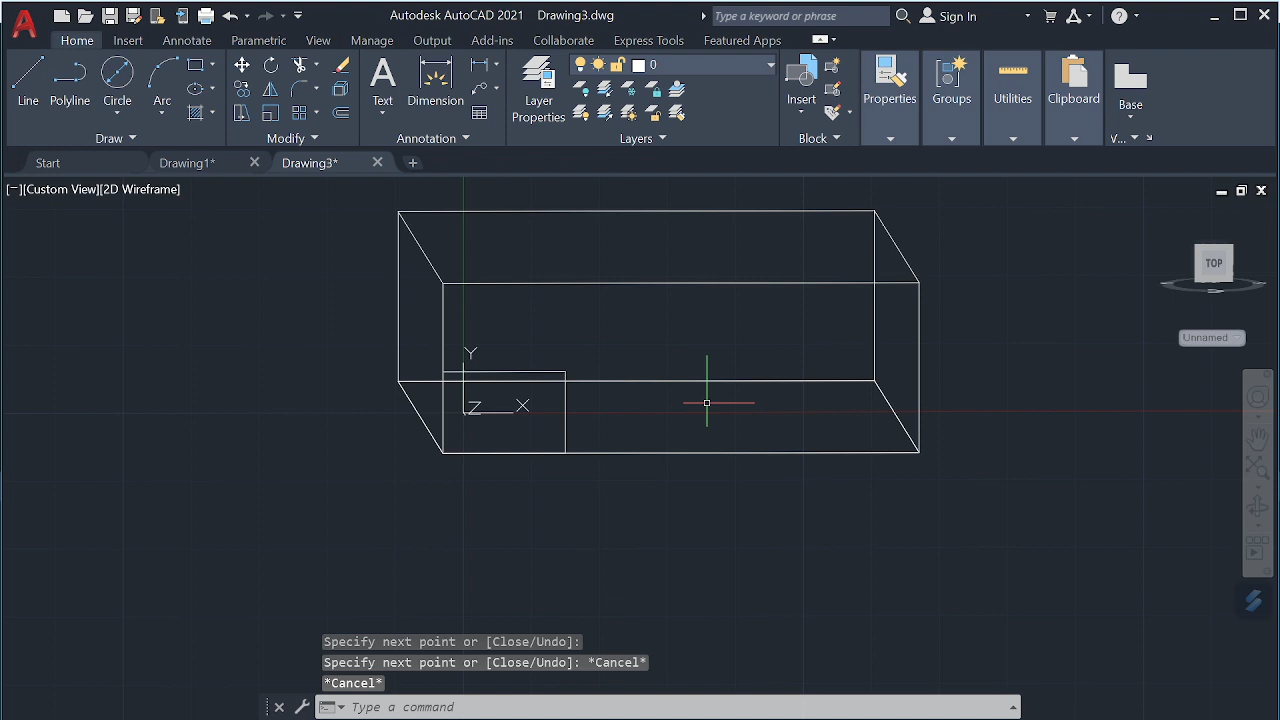 Autodesk AutoCAD 2021 Drawing3.dwg Type a keyword or phrase Sign In
Home Insert Annotate Parametric View Manage Output Add-ins Collaborate Express Tools Featured Apps
0
Line Polyline Circle Arc Text Dimension Layer Properties Insert Properties Groups Utilities Clipboard Base
Draw Modify Annotation Layers Block V...
Start Drawing1* Drawing3*
[−][Custom View][2D Wireframe]
TOP
Unnamed
Y
Z X
Specify next point or [Close/Undo]:
Specify next point or [Close/Undo]: *Cancel*
*Cancel*
Type a command